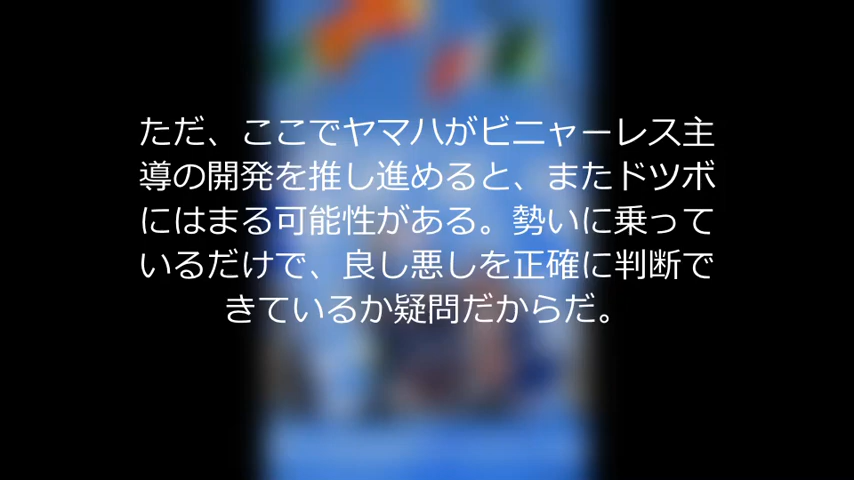 ただ、ここでヤマハがビニャーレス主
導の開発を推し進めると、またドツボ
にはまる可能性がある。勢いに乗って
いるだけで、良し悪しを正確に判断で
きているか疑問だからだ。